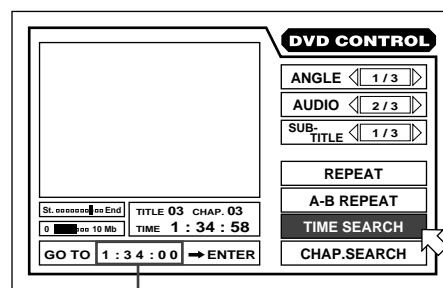 DVD CONTROL
ANGLE 1 / 3
AUDIO 2 / 3
SUB-TITLE 1 / 3
REPEAT
A-B REPEAT
TIME SEARCH
CHAP.SEARCH
St. End
0 10 Mb
TITLE 03 CHAP. 03
TIME 1 : 34 : 58
GO TO 1 : 3 4 : 0 0 ➡ ENTER